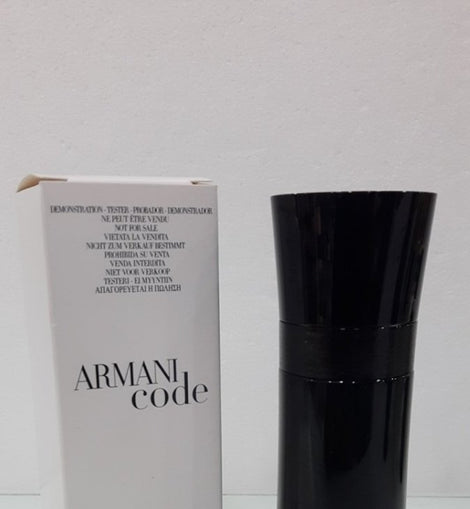 DEMONSTRATION - TESTER - PROBADOR - DEMONSTRADOR
NE PEUT ÊTRE VENDU
NOT FOR SALE
VIETATA LA VENDITA
NICHT ZUM VERKAUF BESTIMMT
PROHIBIDA SU VENTA
VENDA INTERDITA
NIET VOOR VERKOOP
TESTERI - EI MYYNTIIN
ΑΠΑΓΟΡΕΥΕΤΑΙ Η ΠΩΛΗΣΗ
ARMANI
code